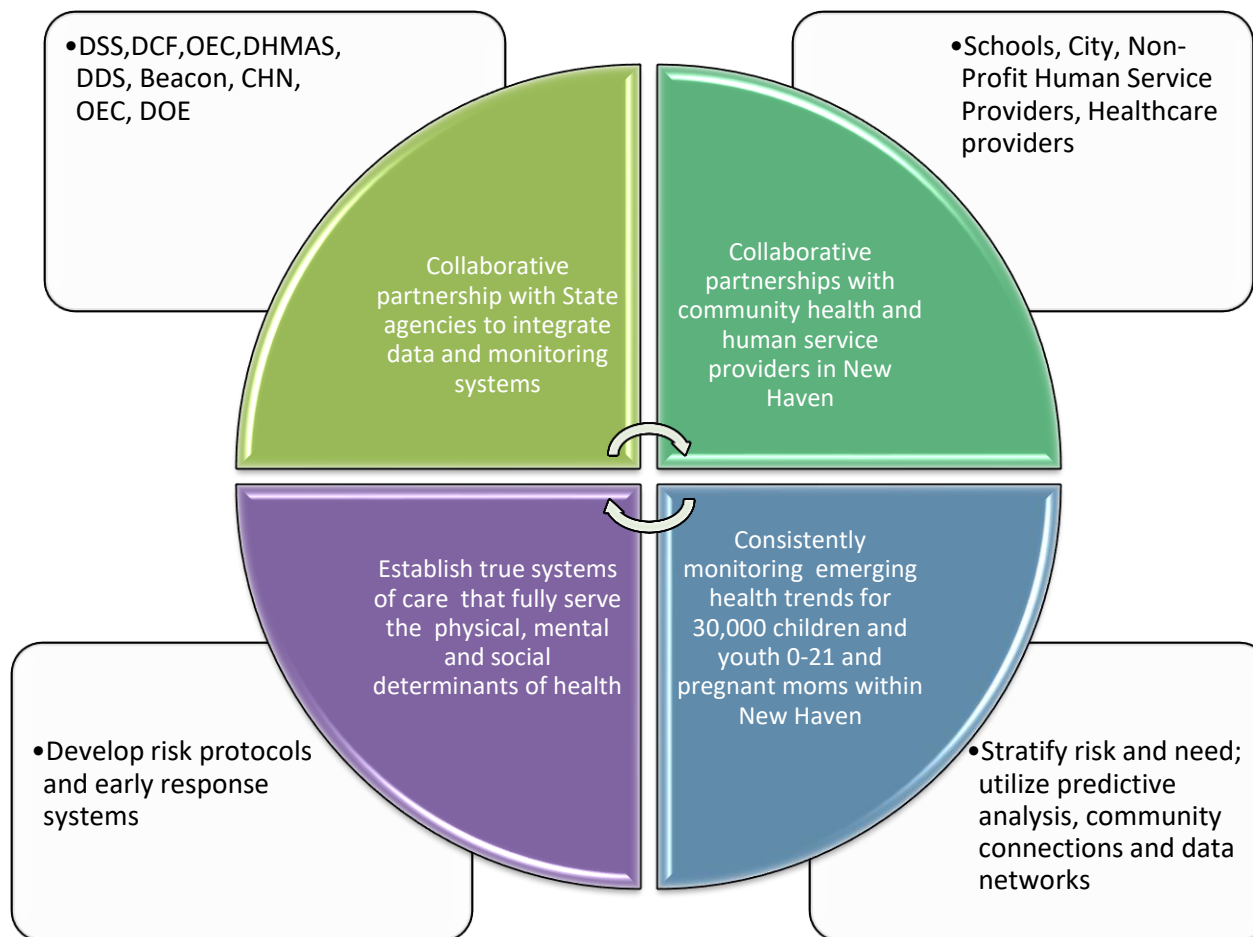 •DSS,DCF,OEC,DHMAS,
DDS, Beacon, CHN,
OEC, DOE
•Schools, City, Non-
Profit Human Service
Providers, Healthcare
providers
Collaborative
partnership with State
agencies to integrate
data and monitoring
systems
Collaborative
partnerships with
community health and
human service
providers in New
Haven
Establish true systems
of care that fully serve
the physical, mental
and social
determinants of health
Consistently
monitoring emerging
health trends for
30,000 children and
youth 0-21 and
pregnant moms within
New Haven
•Develop risk protocols
and early response
systems
•Stratify risk and need;
utilize predictive
analysis, community
connections and data
networks